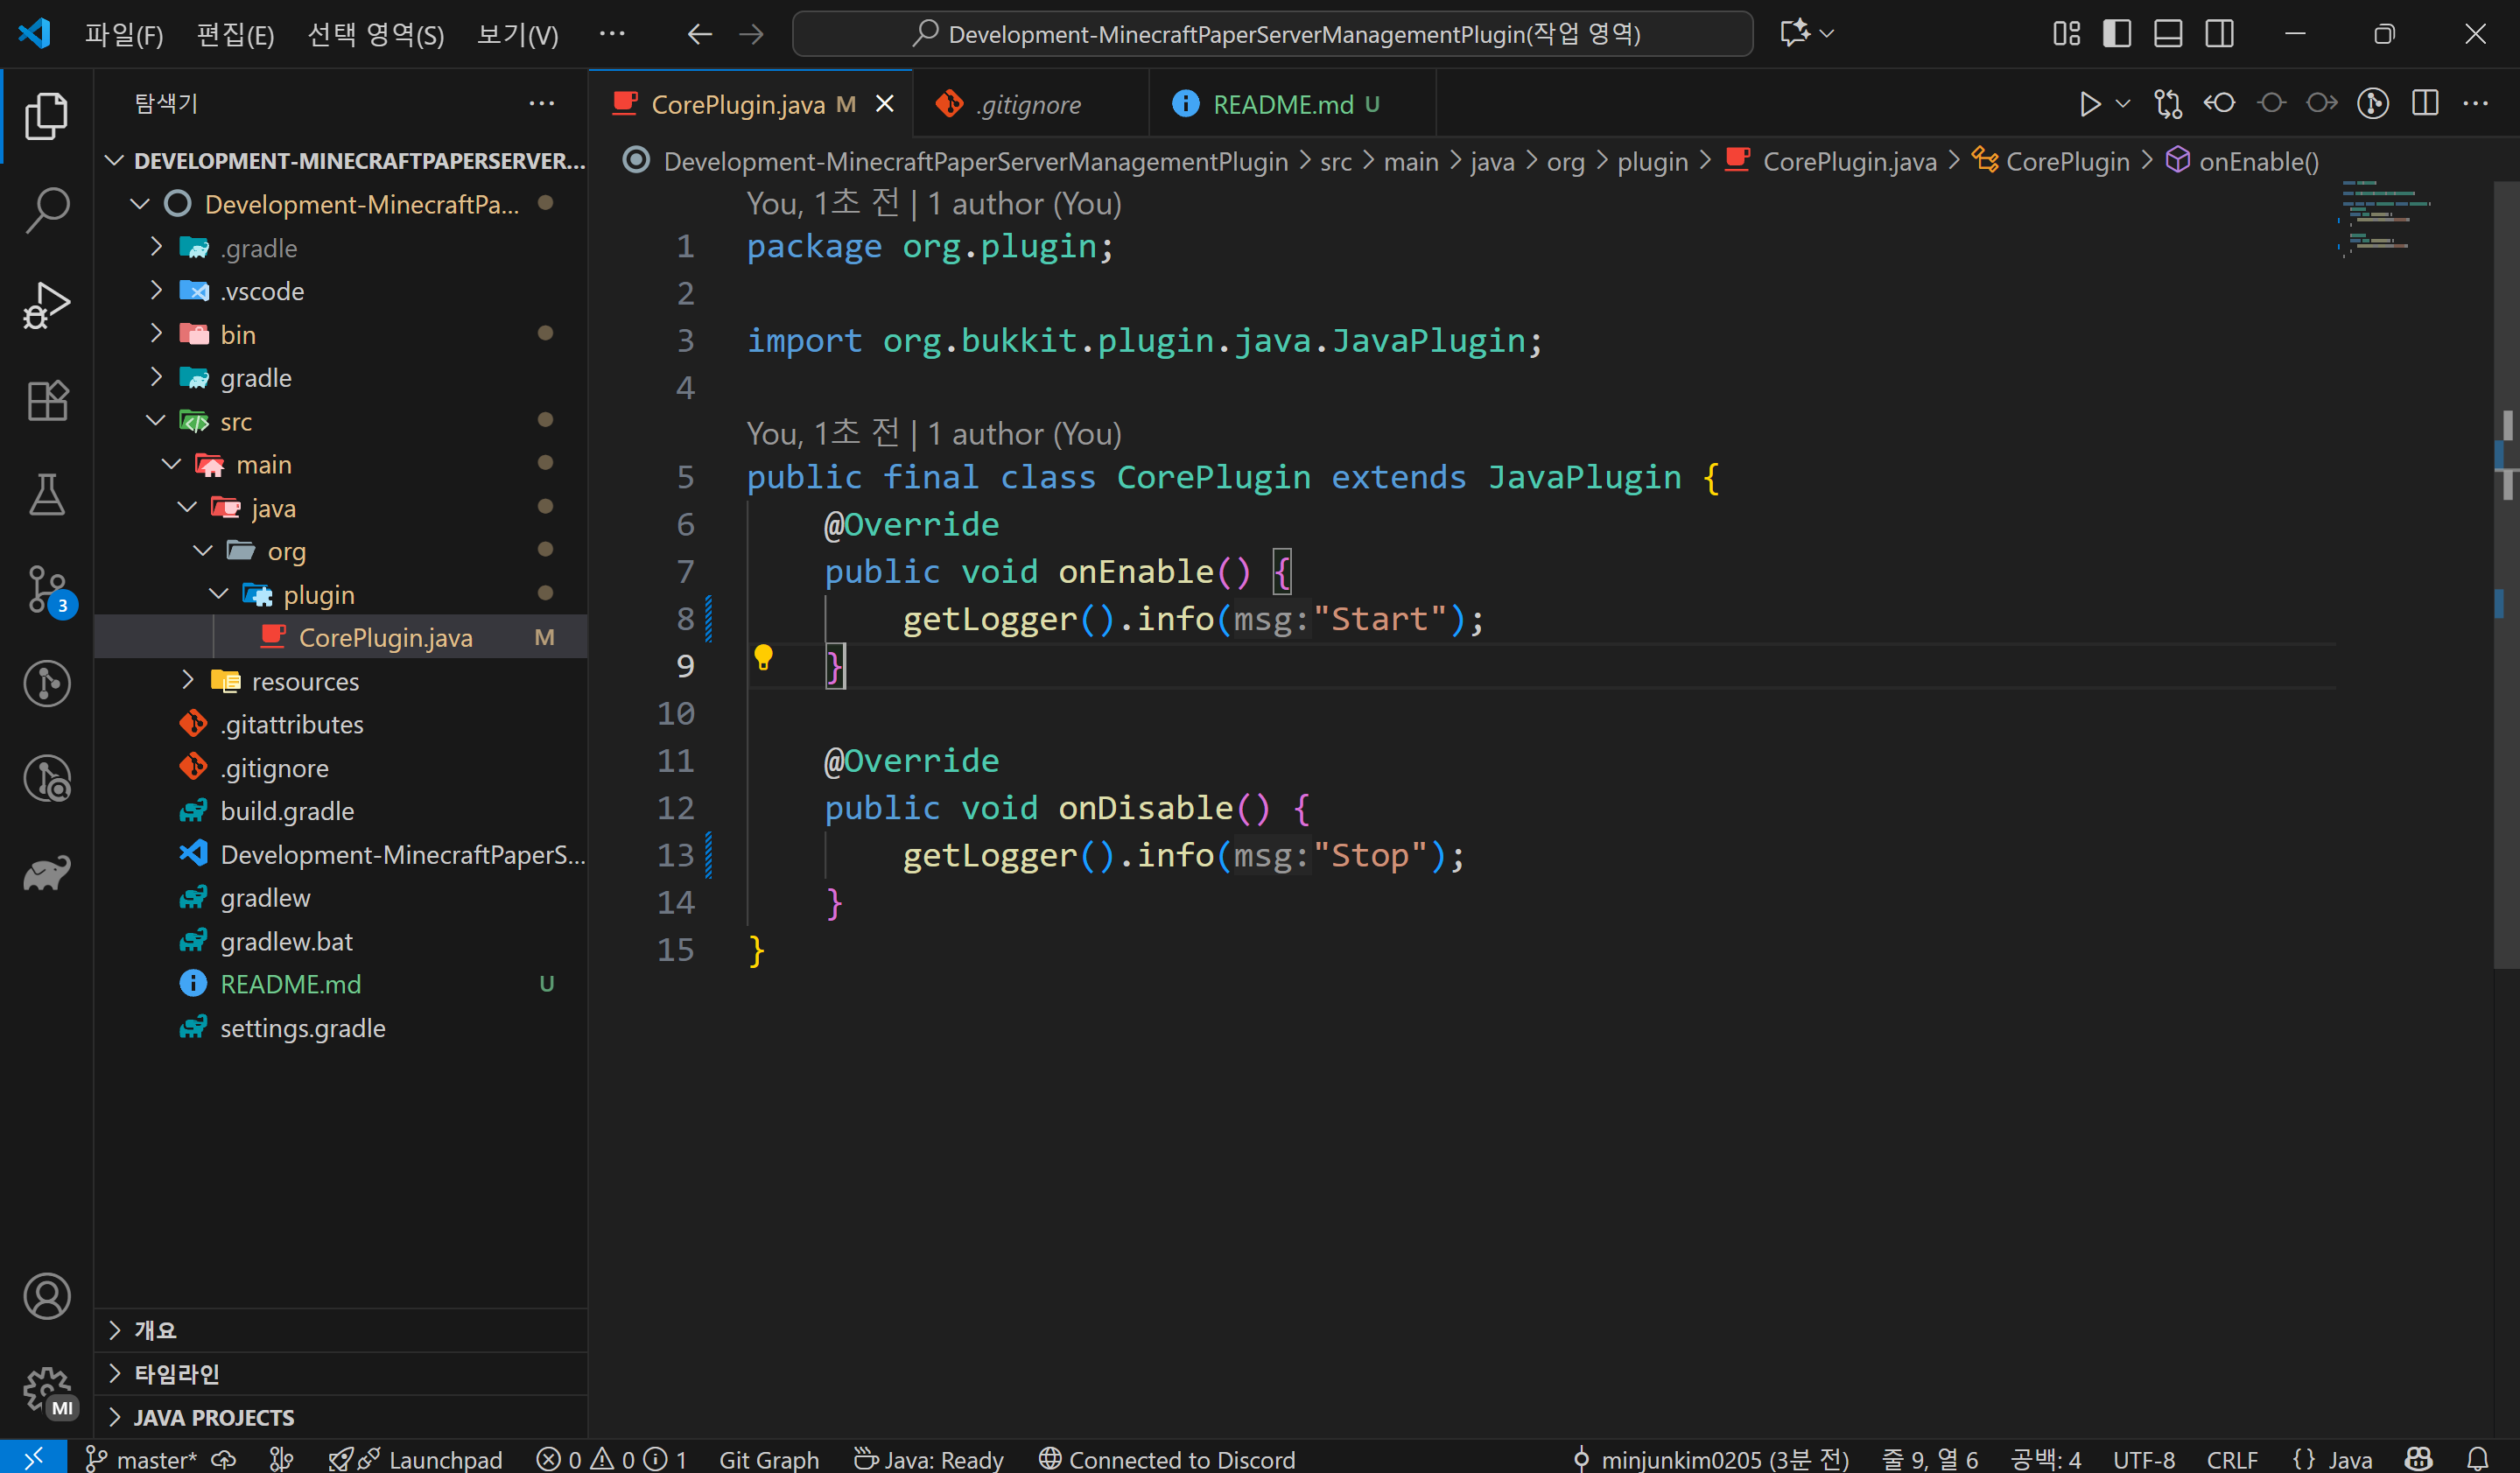 파일(F) 편집(E) 선택 영역(S) 보기(V) ··· Development-MinecraftPaperServerManagementPlugin(작업 영역)
탐색기 ···
DEVELOPMENT-MINECRAFTPAPERSERVER...
Development-MinecraftPa...
.gradle
.vscode
bin
gradle
src
main
java
org
plugin
CorePlugin.java M
resources
.gitattributes
.gitignore
build.gradle
Development-MinecraftPaperS...
gradlew
gradlew.bat
README.md U
settings.gradle
개요
타임라인
JAVA PROJECTS
3
MI
CorePlugin.java M .gitignore README.md U
Development-MinecraftPaperServerManagementPlugin > src > main > java > org > plugin > CorePlugin.java > CorePlugin > onEnable()
You, 1초 전 | 1 author (You)
1 package org.plugin;
2
3 import org.bukkit.plugin.java.JavaPlugin;
4
You, 1초 전 | 1 author (You)
5 public final class CorePlugin extends JavaPlugin {
6 @Override
7 public void onEnable() {
8 getLogger().info(msg:"Start");
9 }
10
11 @Override
12 public void onDisable() {
13 getLogger().info(msg:"Stop");
14 }
15 }
master* Launchpad 0 0 1 Git Graph Java: Ready Connected to Discord minjunkim0205 (3분 전) 줄 9, 열 6 공백: 4 UTF-8 CRLF {} Java